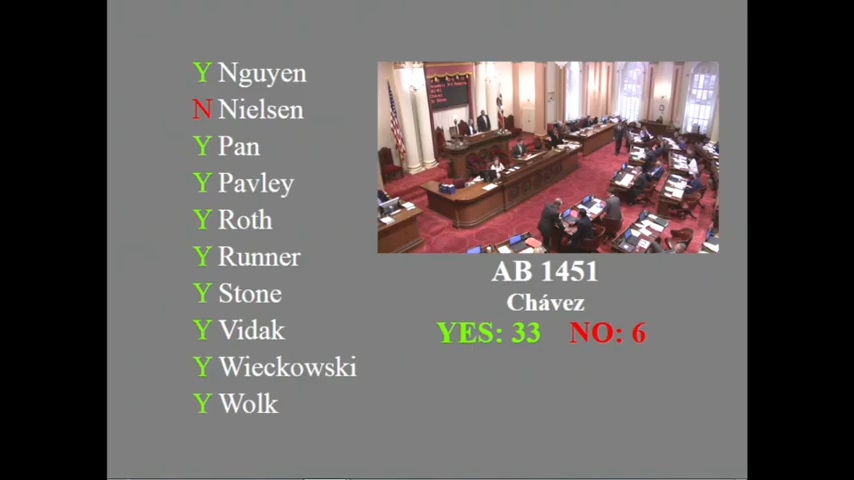 Y Nguyen
N Nielsen
Y Pan
Y Pavley
Y Roth
Y Runner
Y Stone
Y Vidak
Y Wieckowski
Y Wolk
AB 1451
Chávez
YES: 33 NO: 6